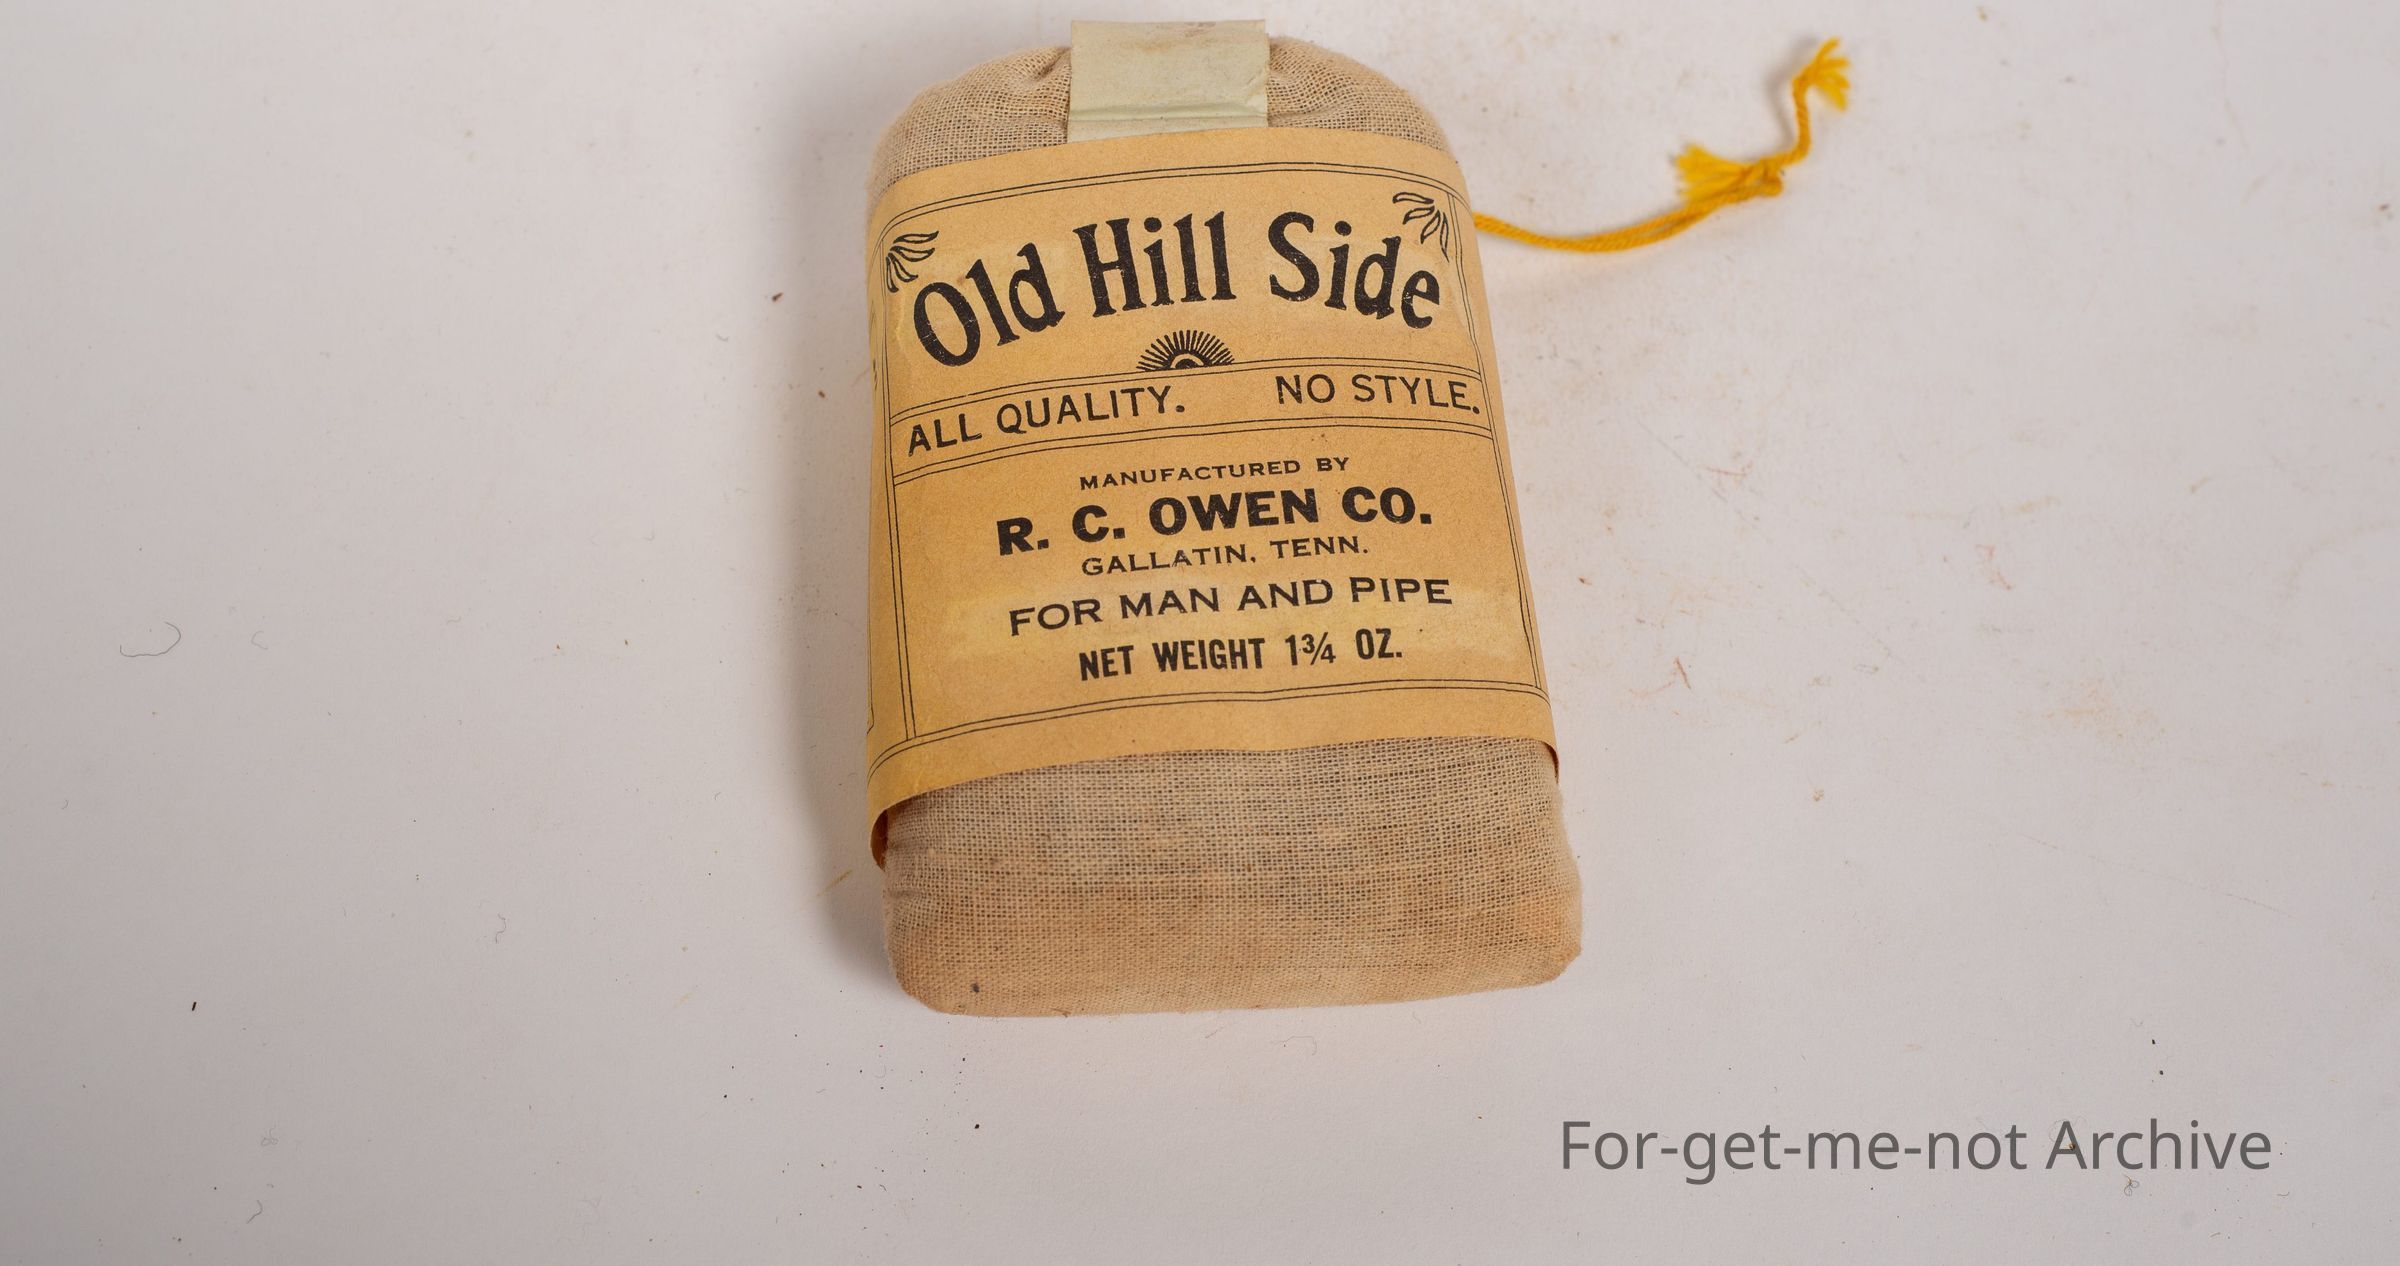 Old Hill Side
ALL QUALITY. NO STYLE.
MANUFACTURED BY
R. C. OWEN CO.
GALLATIN, TENN.
FOR MAN AND PIPE
NET WEIGHT 1¾ OZ.
For-get-me-not Archive